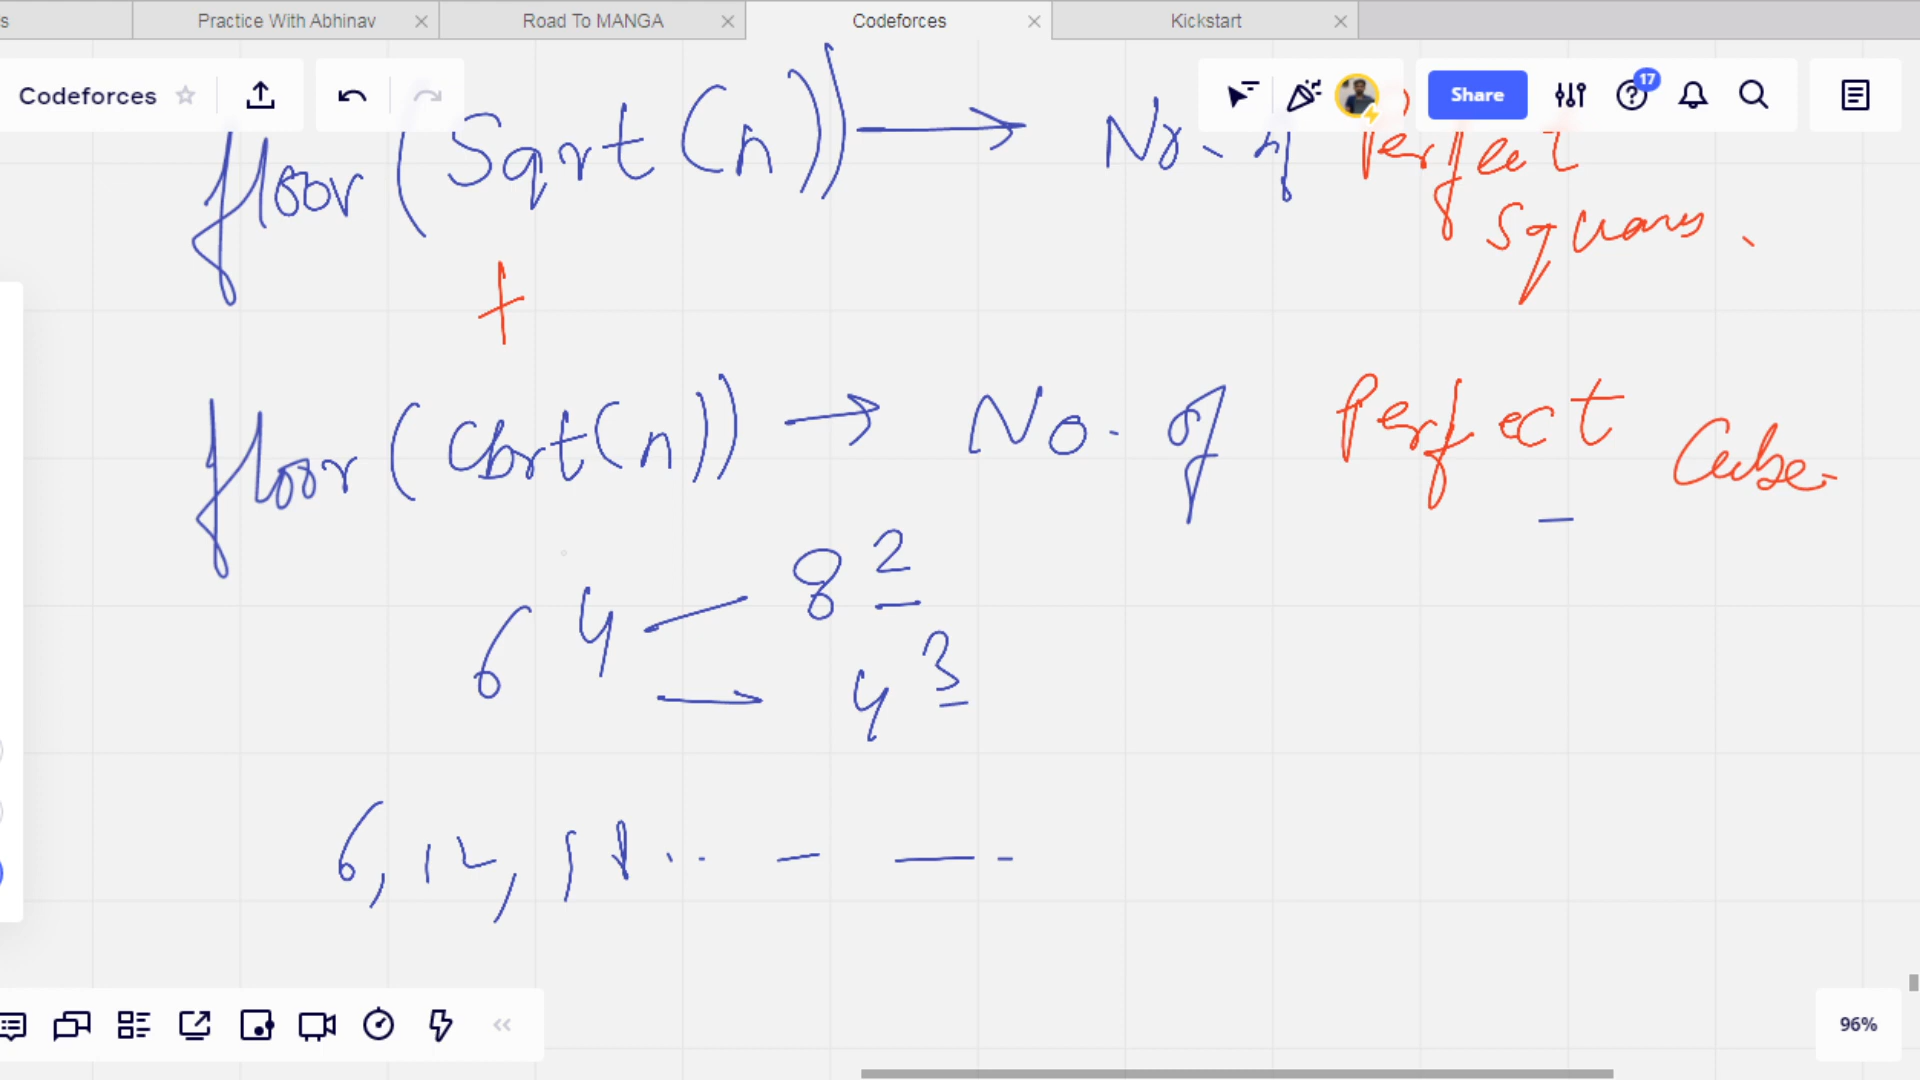 s Practice With Abhinav Road To MANGA Codeforces Kickstart
Codeforces Share 17
floor (Sqrt (n)) → No. of Perfect
Squares.
+
floor (Cbrt(n)) → No. of Perfect Cube.
64 8²
→ 4³
6, 12, 18.. - - -
96%